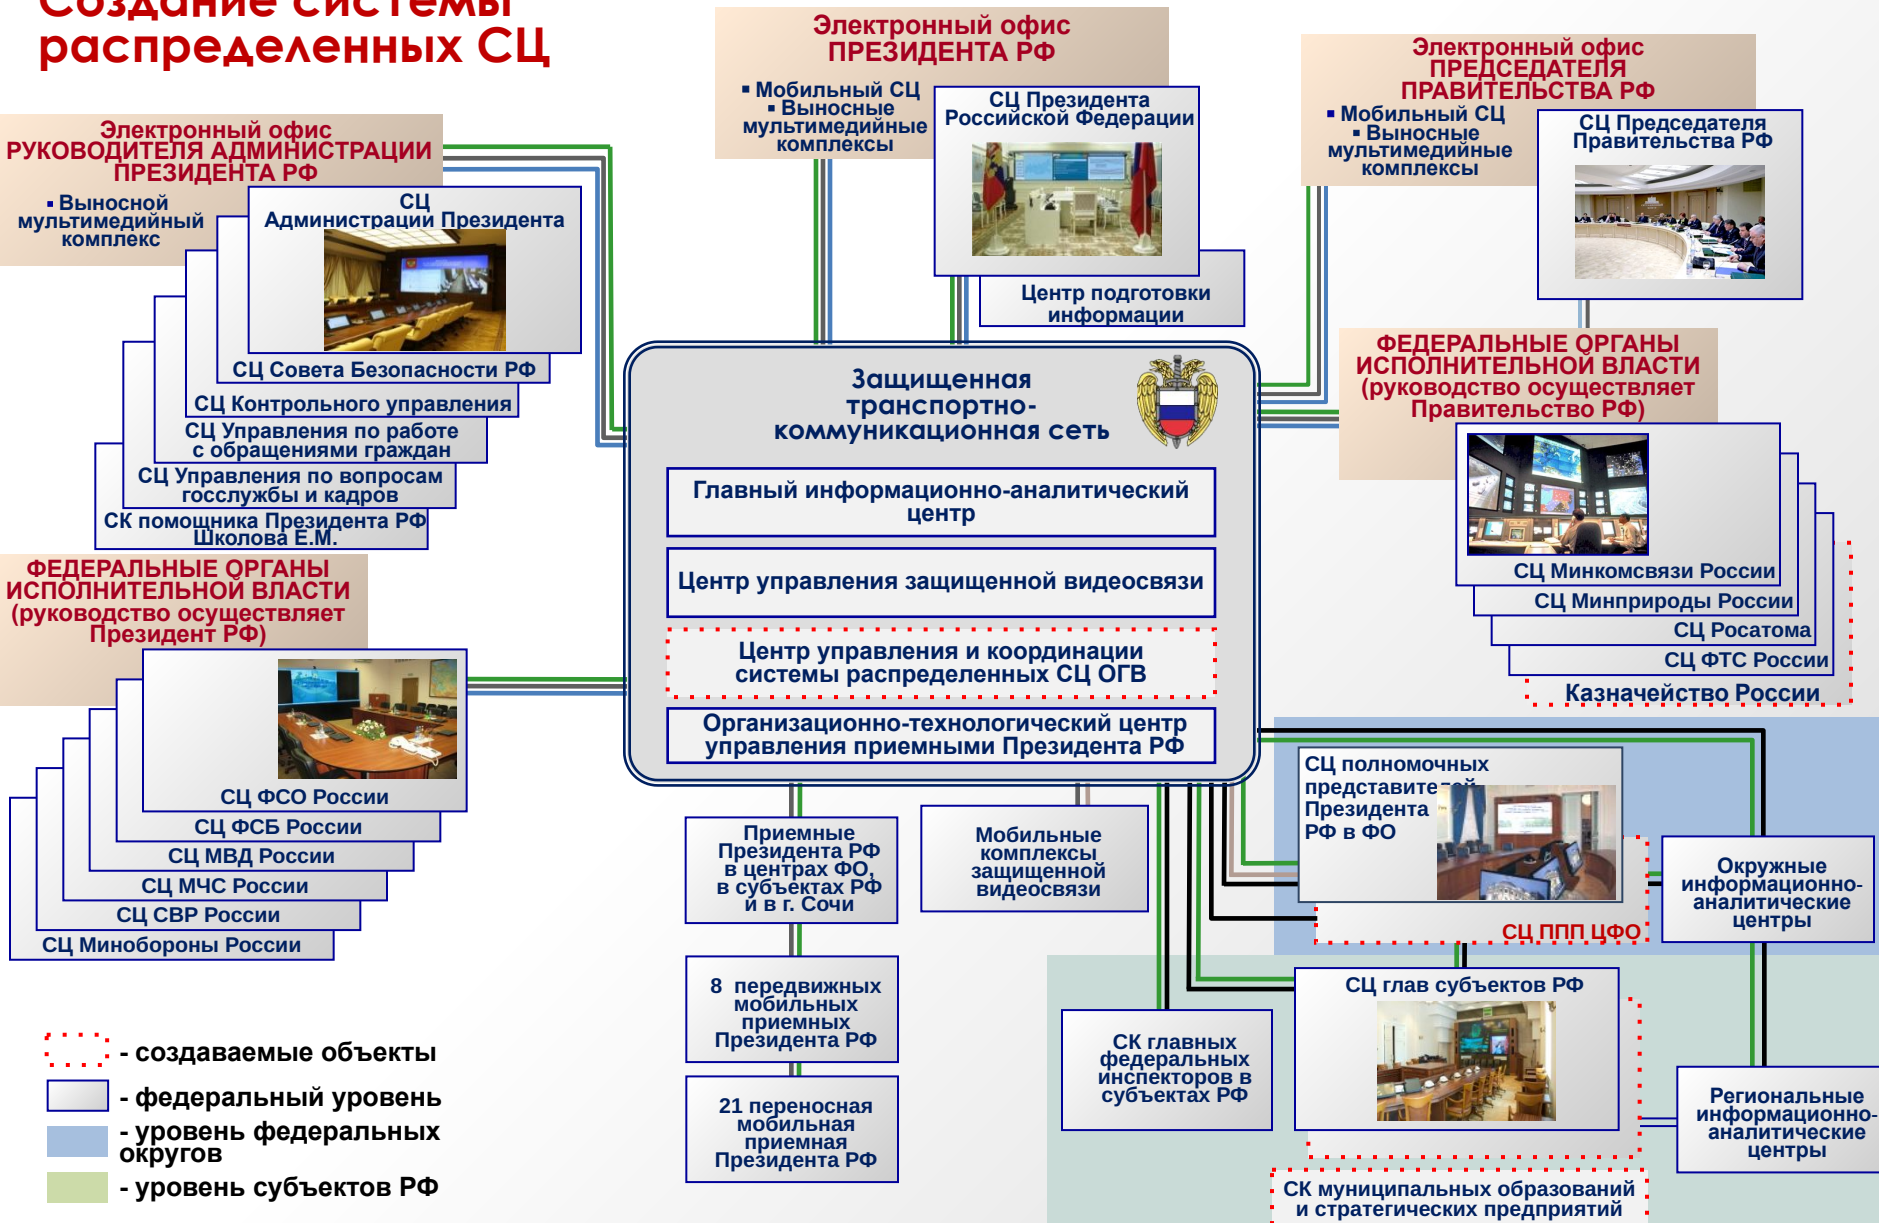 Создание системы
распределенных СЦ
Электронный офис
ПРЕЗИДЕНТА РФ
▪ Мобильный СЦ
▪ Выносные
мультимедийные
комплексы
СЦ Президента
Российской Федерации
Центр подготовки
информации
Электронный офис
ПРЕДСЕДАТЕЛЯ
ПРАВИТЕЛЬСТВА РФ
▪ Мобильный СЦ
▪ Выносные
мультимедийные
комплексы
СЦ Председателя
Правительства РФ
Электронный офис
РУКОВОДИТЕЛЯ АДМИНИСТРАЦИИ
ПРЕЗИДЕНТА РФ
▪ Выносной
мультимедийный
комплекс
СЦ
Администрации Президента
СЦ Совета Безопасности РФ
СЦ Контрольного управления
СЦ Управления по работе
с обращениями граждан
СЦ Управления по вопросам
госслужбы и кадров
СК помощника Президента РФ
Школова Е.М.
ФЕДЕРАЛЬНЫЕ ОРГАНЫ
ИСПОЛНИТЕЛЬНОЙ ВЛАСТИ
(руководство осуществляет
Президент РФ)
СЦ ФСО России
СЦ ФСБ России
СЦ МВД России
СЦ МЧС России
СЦ СВР России
СЦ Минобороны России
Защищенная
транспортно-
коммуникационная сеть
Главный информационно-аналитический
центр
Центр управления защищенной видеосвязи
Центр управления и координации
системы распределенных СЦ ОГВ
Организационно-технологический центр
управления приемными Президента РФ
ФЕДЕРАЛЬНЫЕ ОРГАНЫ
ИСПОЛНИТЕЛЬНОЙ ВЛАСТИ
(руководство осуществляет
Правительство РФ)
СЦ Минкомсвязи России
СЦ Минприроды России
СЦ Росатома
СЦ ФТС России
Казначейство России
Приемные
Президента РФ
в центрах ФО,
в субъектах РФ
и в г. Сочи
8 передвижных
мобильных
приемных
Президента РФ
21 переносная
мобильная
приемная
Президента РФ
Мобильные
комплексы
защищенной
видеосвязи
СЦ полномочных
представителей
Президента
РФ в ФО
СЦ ППП ЦФО
Окружные
информационно-
аналитические
центры
СК главных
федеральных
инспекторов в
субъектах РФ
СЦ глав субъектов РФ
Региональные
информационно-
аналитические
центры
СК муниципальных образований
и стратегических предприятий
- создаваемые объекты
- федеральный уровень
- уровень федеральных
округов
- уровень субъектов РФ